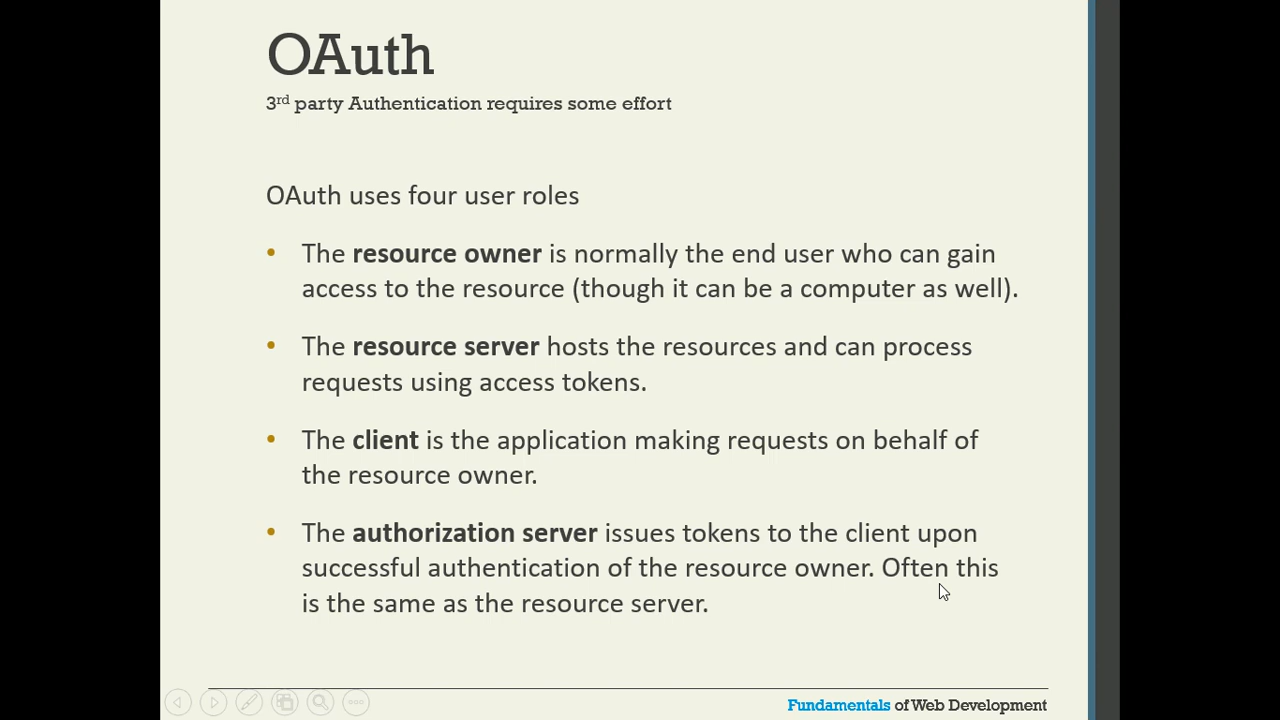 OAuth
3rd party Authentication requires some effort
OAuth uses four user roles
• The resource owner is normally the end user who can gain
access to the resource (though it can be a computer as well).
• The resource server hosts the resources and can process
requests using access tokens.
• The client is the application making requests on behalf of
the resource owner.
• The authorization server issues tokens to the client upon
successful authentication of the resource owner. Often this
is the same as the resource server.
Fundamentals of Web Development